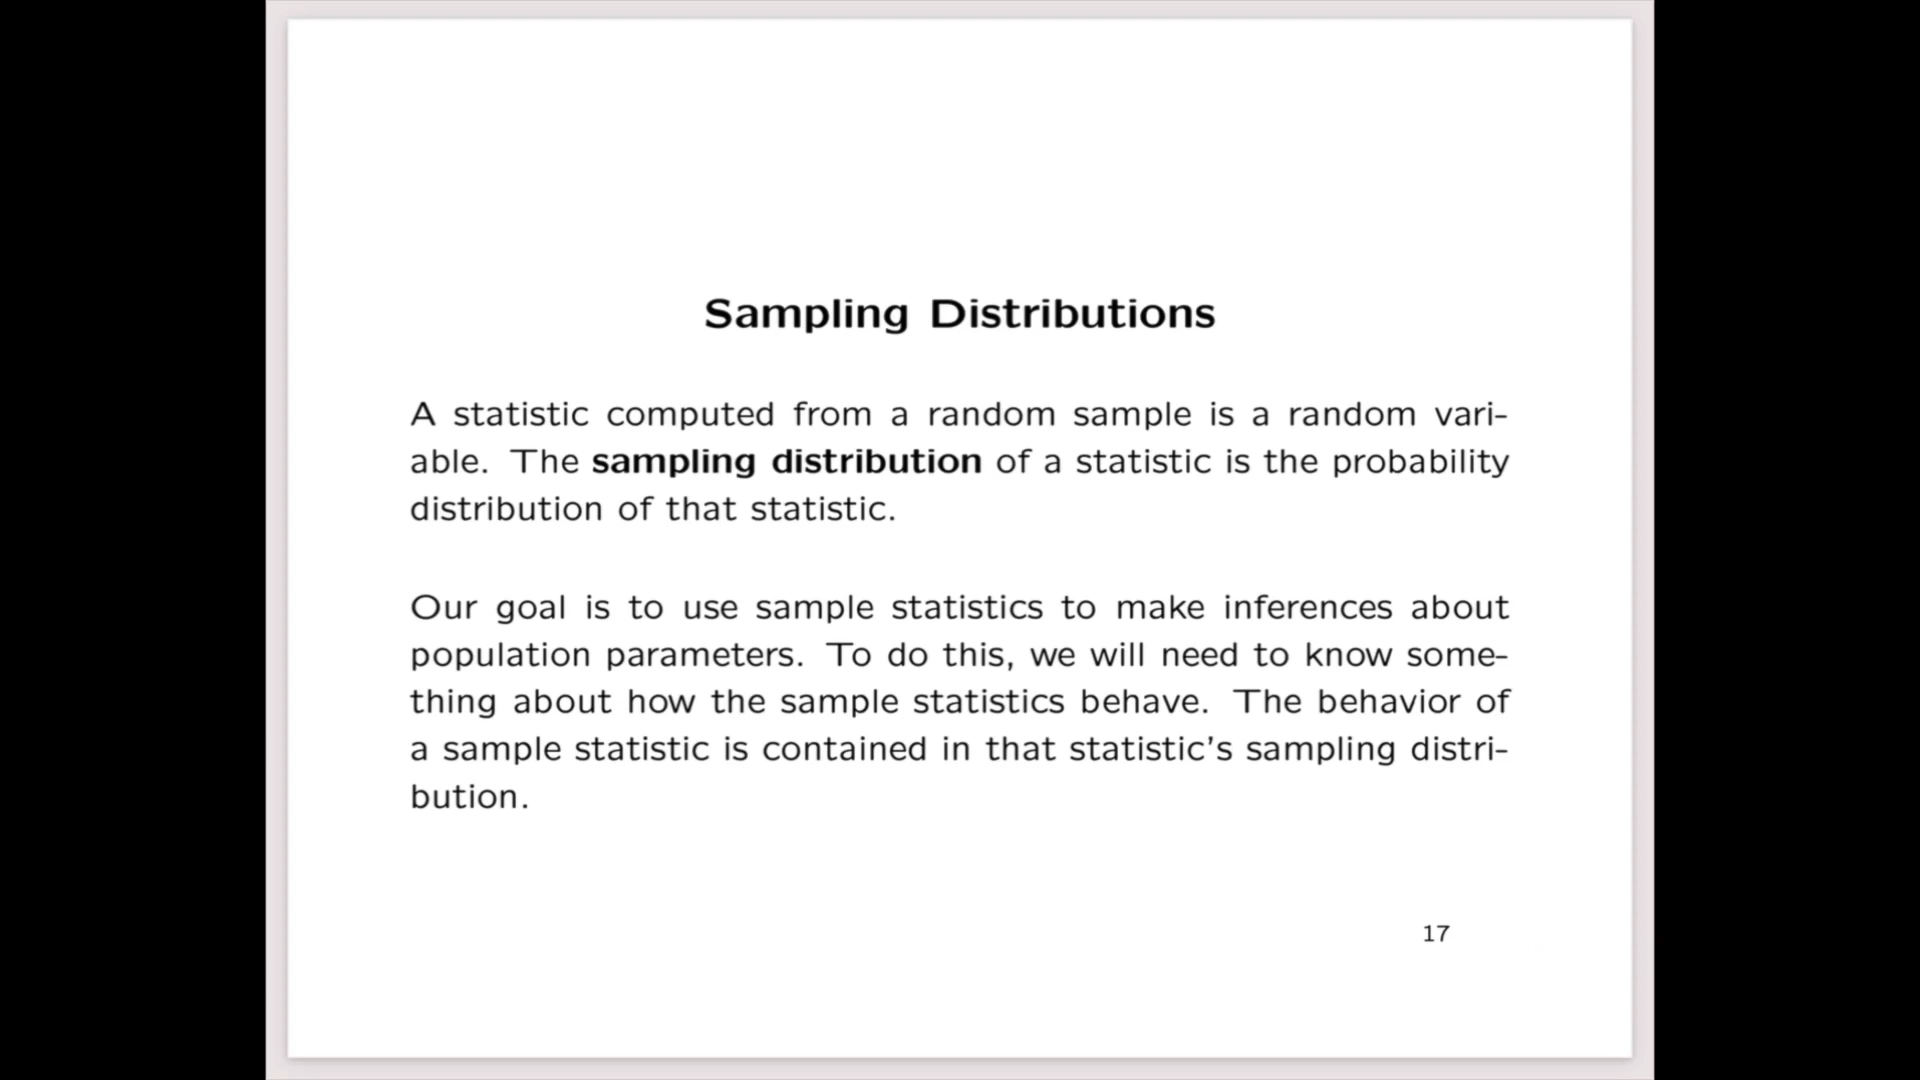 Sampling Distributions
A statistic computed from a random sample is a random vari-
able. The sampling distribution of a statistic is the probability
distribution of that statistic.
Our goal is to use sample statistics to make inferences about
population parameters. To do this, we will need to know some-
thing about how the sample statistics behave. The behavior of
a sample statistic is contained in that statistic's sampling distri-
bution.
17